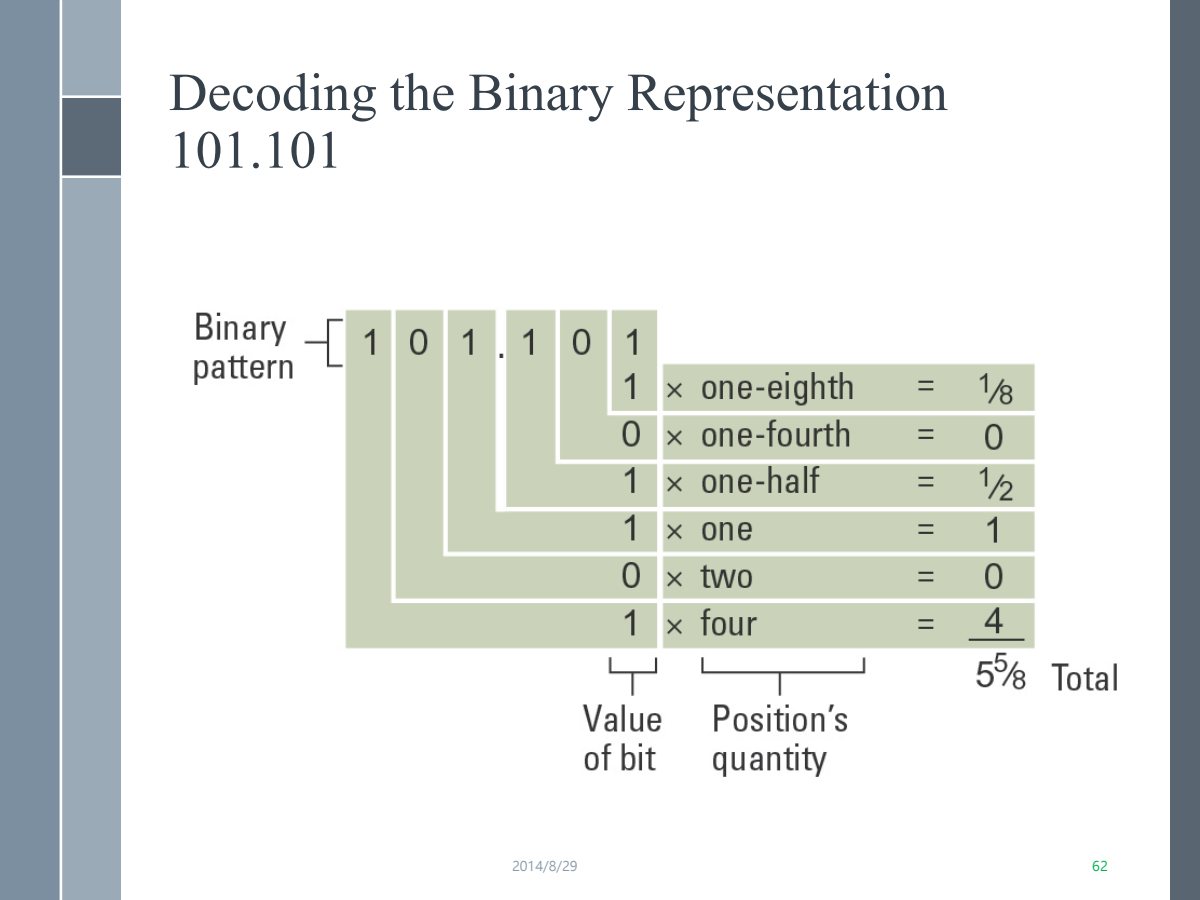 Decoding the Binary Representation
101.101
Binary
pattern
1 0 1 . 1 0 1
1 × one-eighth = 1/8
0 × one-fourth = 0
1 × one-half = 1/2
1 × one = 1
0 × two = 0
1 × four = 4
5 5/8 Total
Value
of bit
Position’s
quantity
2014/8/29
62